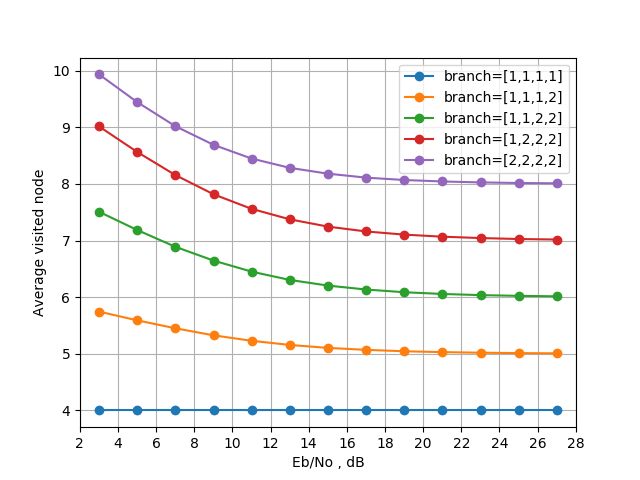 branch=[1,1,1,1]
branch=[1,1,1,2]
branch=[1,1,2,2]
branch=[1,2,2,2]
branch=[2,2,2,2]
10
9
8
7
6
5
4
Average visited node
2 4 6 8 10 12 14 16 18 20 22 24 26 28
Eb/No , dB